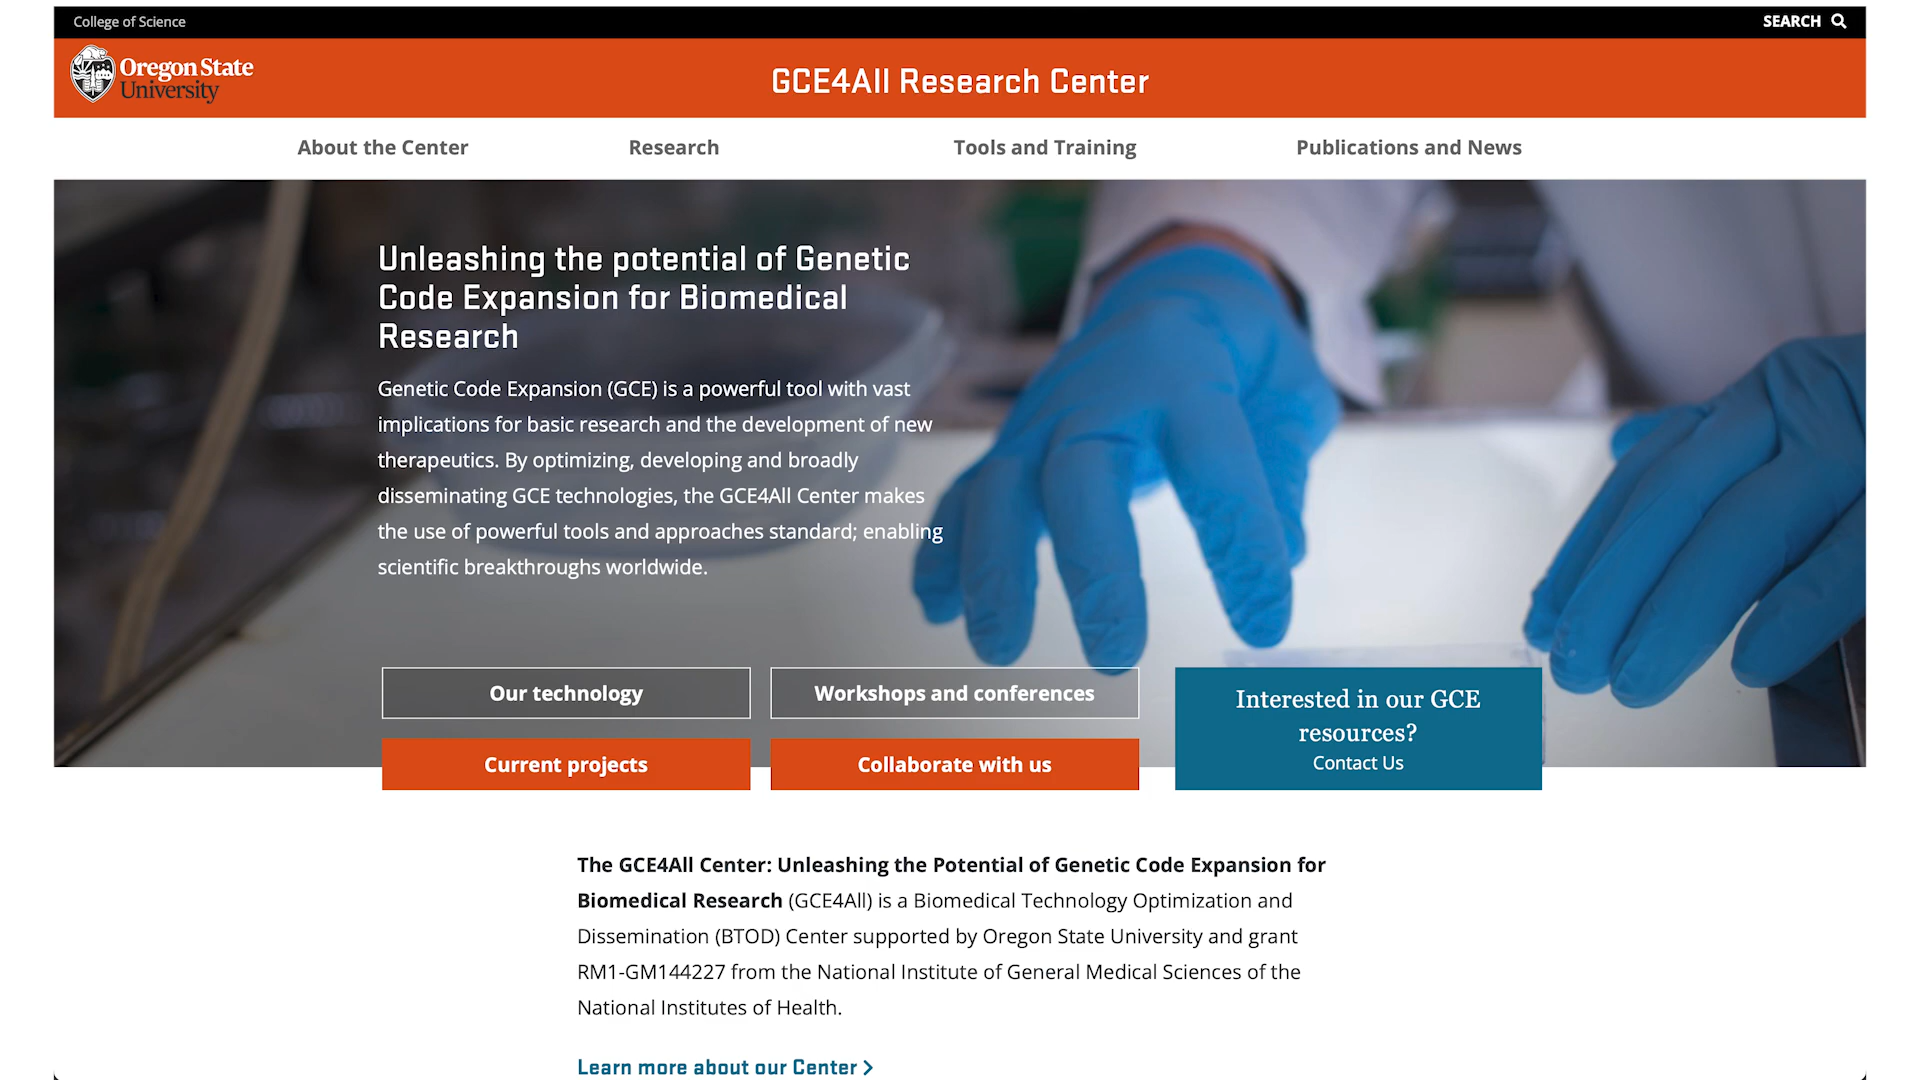 College of Science
SEARCH
Oregon State
University
GCE4All Research Center
About the Center
Research
Tools and Training
Publications and News
Unleashing the potential of Genetic
Code Expansion for Biomedical
Research
Genetic Code Expansion (GCE) is a powerful tool with vast
implications for basic research and the development of new
therapeutics. By optimizing, developing and broadly
disseminating GCE technologies, the GCE4All Center makes
the use of powerful tools and approaches standard; enabling
scientific breakthroughs worldwide.
Our technology
Workshops and conferences
Current projects
Collaborate with us
Interested in our GCE
resources?
Contact Us
The GCE4All Center: Unleashing the Potential of Genetic Code Expansion for
Biomedical Research (GCE4All) is a Biomedical Technology Optimization and
Dissemination (BTOD) Center supported by Oregon State University and grant
RM1-GM144227 from the National Institute of General Medical Sciences of the
National Institutes of Health.
Learn more about our Center